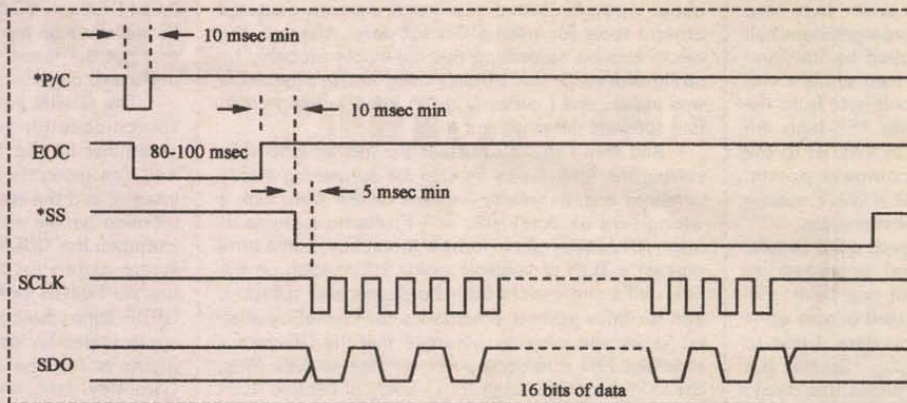 10 msec min
*P/C
10 msec min
EOC
80-100 msec
5 msec min
*SS
SCLK
SDO
16 bits of data